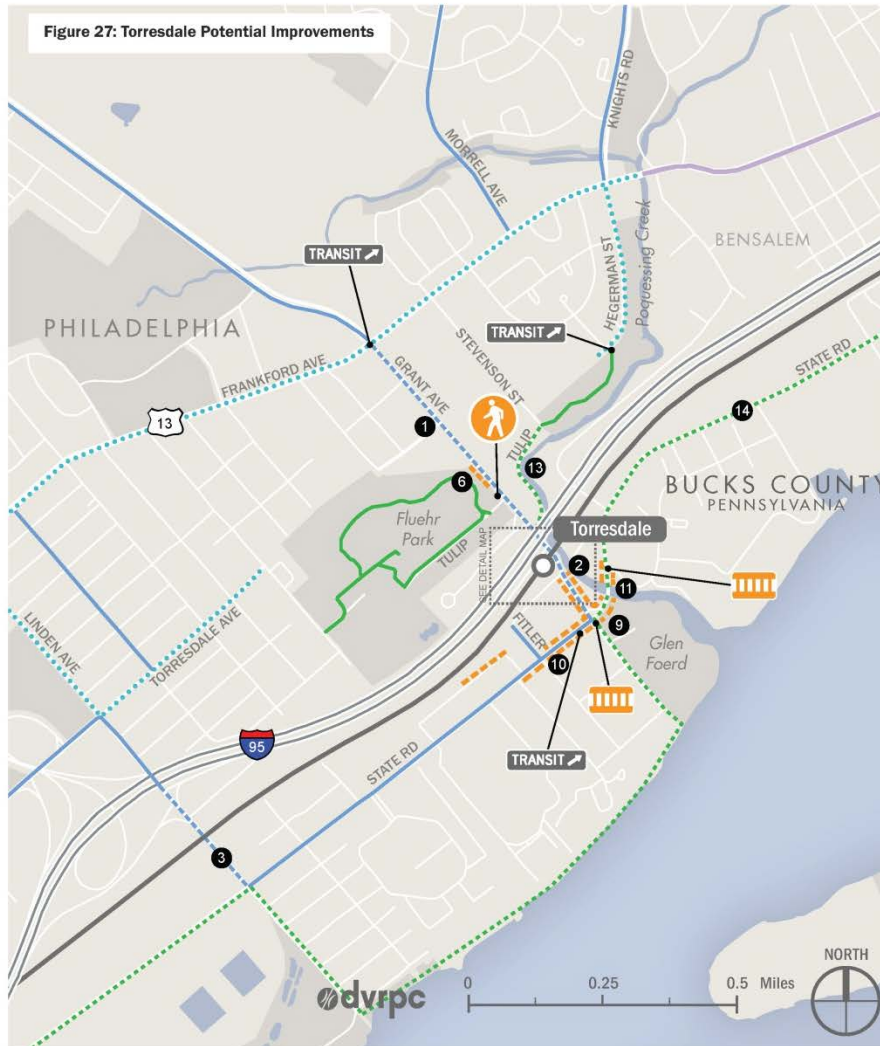 Figure 27: Torresdale Potential Improvements
KNIGHTS RD
MORRELL AVE
BENSALEM
TRANSIT
HEGERMAN ST
Poquessing Creek
PHILADELPHIA
STEVENSON ST
TRANSIT
STATE RD
FRANKFORD AVE
GRANT AVE
13
14
1
TULIP
13
BUCKS COUNTY
PENNSYLVANIA
6
Fluehr
Park
Torresdale
TULIP
SEE DETAIL MAP
2
11
LINDEN AVE
TORRESDALE AVE
FITLER
9
Glen
Foerd
10
95
STATE RD
TRANSIT
3
NORTH
dvrpc
0 0.25 0.5 Miles